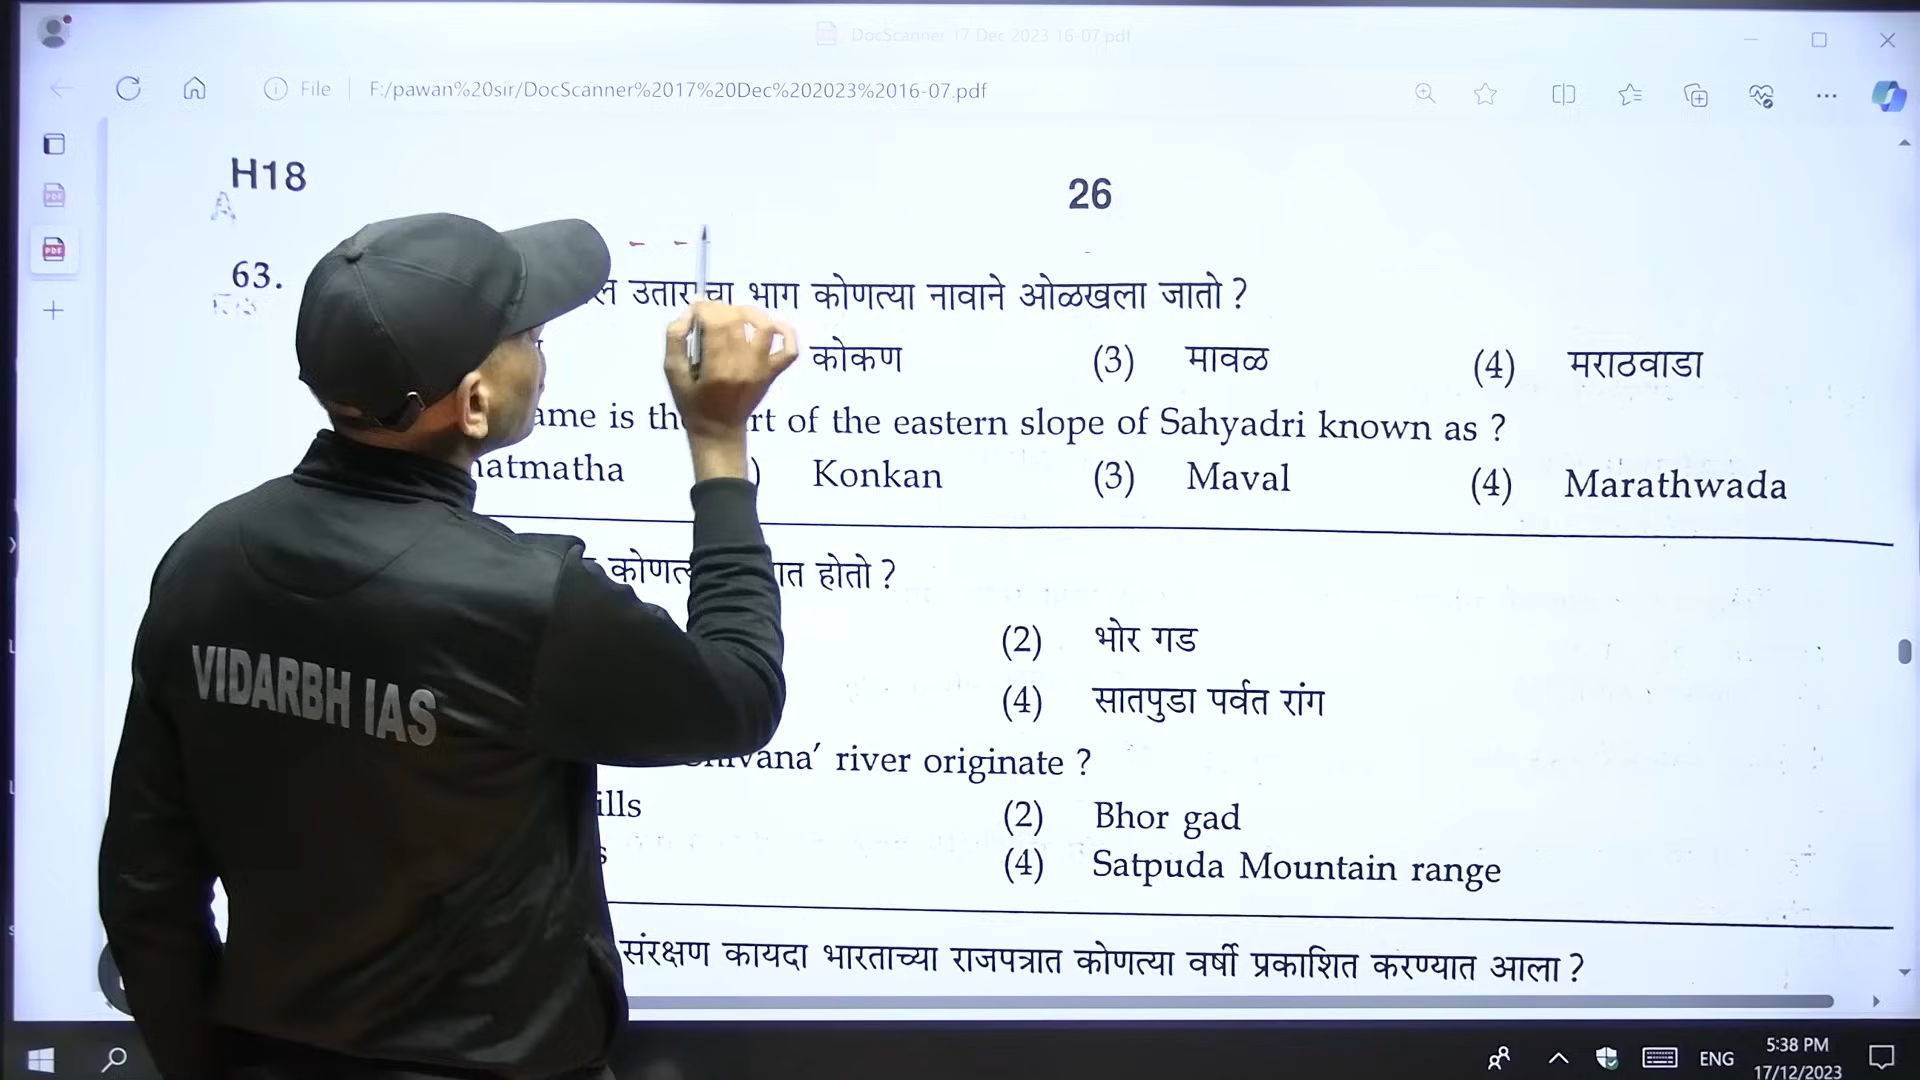 DocScanner 17 Dec 2023 16-07.pdf
File F:/pawan%20sir/DocScanner%2017%20Dec%202023%2016-07.pdf
H18
26
A
63. उताराचा भाग कोणत्या नावाने ओळखला जातो ?
कोकण (3) मावळ (4) मराठवाडा
ame is the rt of the eastern slope of Sahyadri known as ?
hatmatha Konkan (3) Maval (4) Marathwada
होतो ?
(2) भोर गड
(4) सातपुडा पर्वत रांग
river originate ?
ills (2) Bhor gad
(4) Satpuda Mountain range
संरक्षण कायदा भारताच्या राजपत्रात कोणत्या वर्षी प्रकाशित करण्यात आला ?
VIDARBH IAS
ENG
5:38 PM
17/12/2023